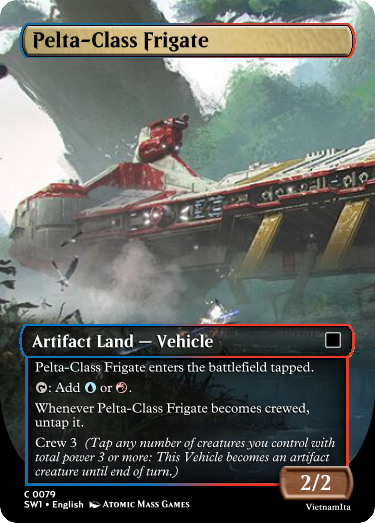 Pelta-Class Frigate
Artifact Land — Vehicle
Pelta-Class Frigate enters the battlefield tapped.
: Add or .
Whenever Pelta-Class Frigate becomes crewed,
untap it.
Crew 3 (Tap any number of creatures you control with
total power 3 or more: This Vehicle becomes an artifact
creature until end of turn.)
2/2
C 0079
SW1 • English Atomic Mass Games
VietnamIta